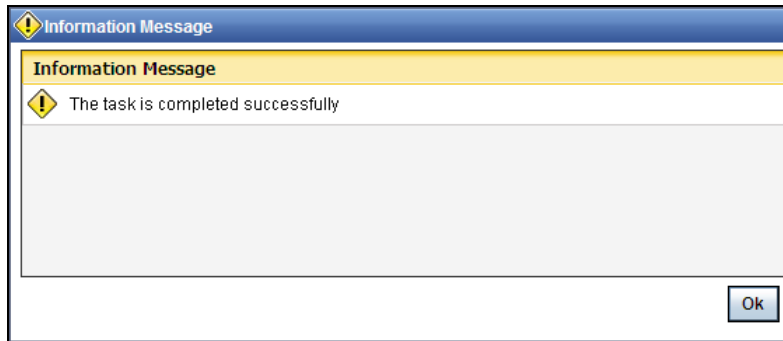 Information Message
Information Message
The task is completed successfully
Ok